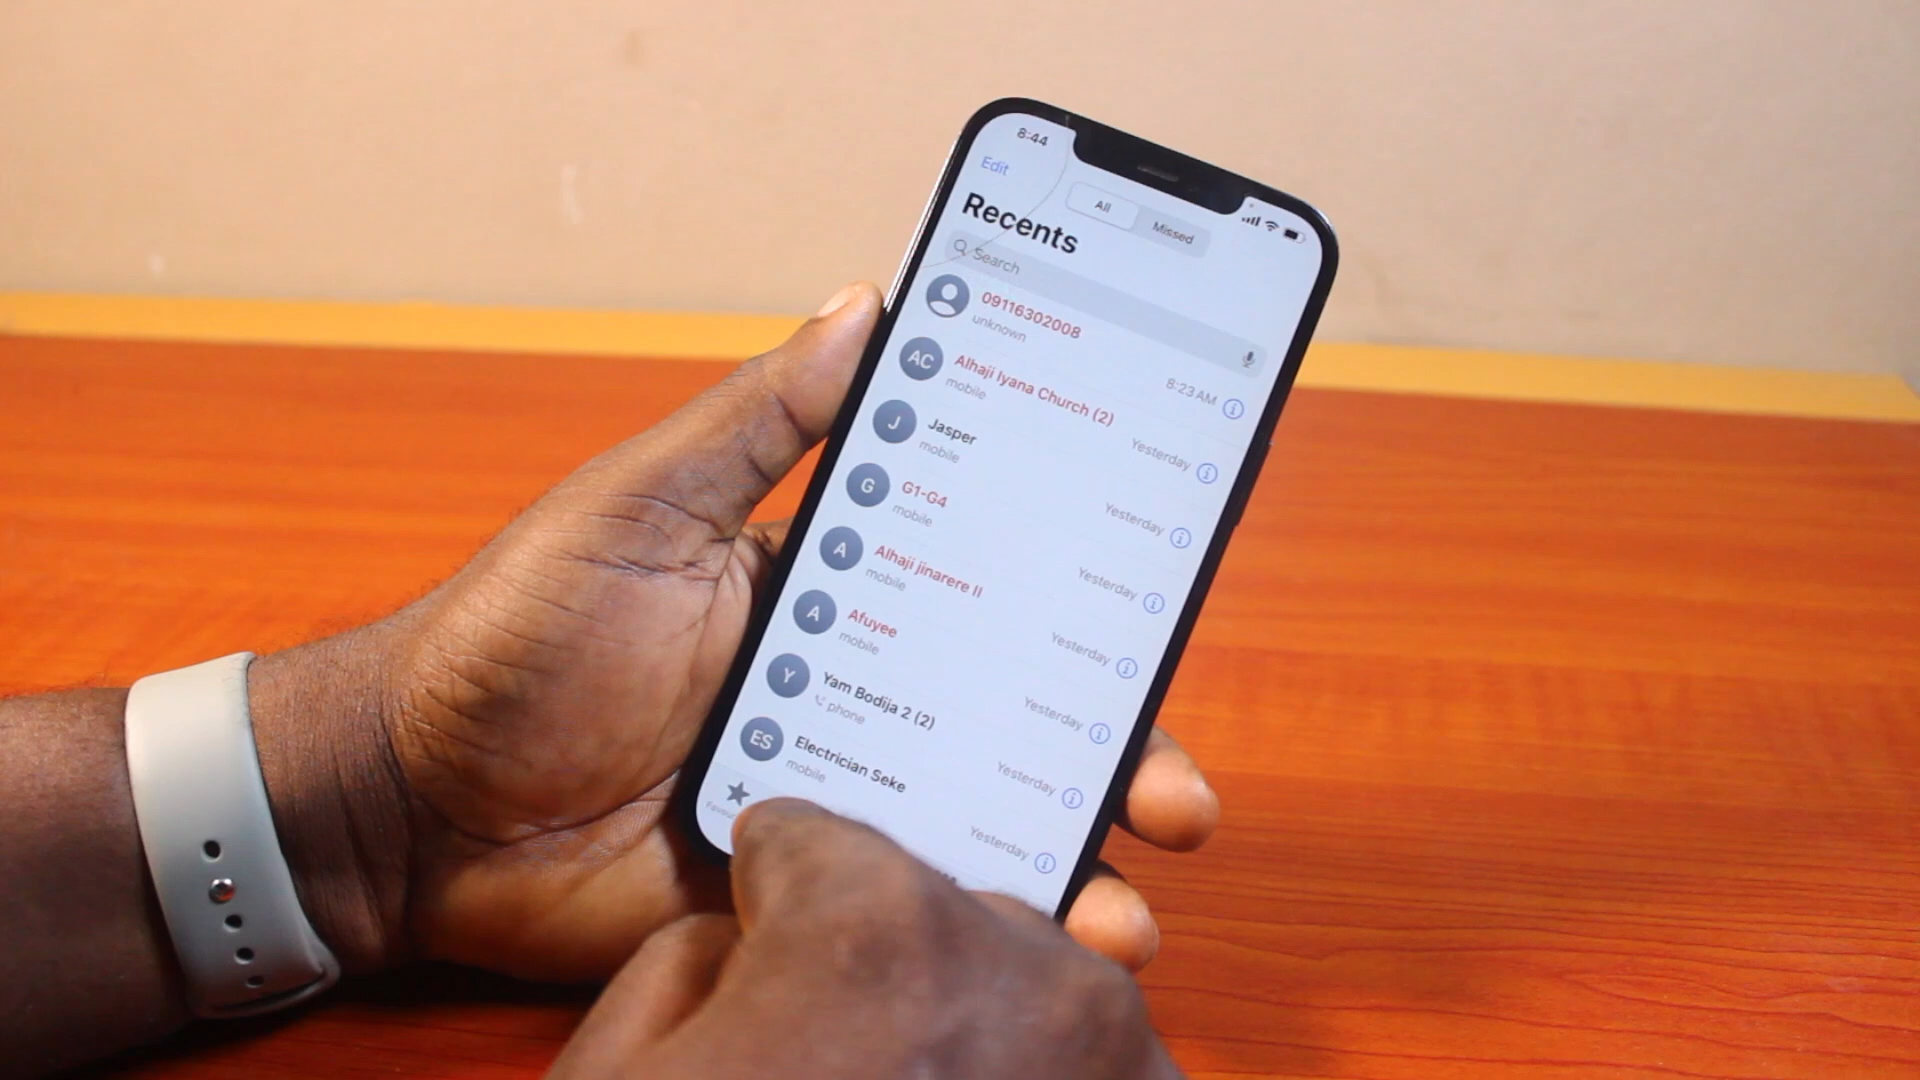 8:44
Edit
All
Missed
Recents
Search
09116302008
unknown
8:23 AM
AC
Alhaji Iyana Church (2)
mobile
Yesterday
J
Jasper
mobile
Yesterday
G
G1-G4
mobile
Yesterday
A
Alhaji jinarere II
mobile
Yesterday
A
Afuyee
mobile
Yesterday
Y
Yam Bodija 2 (2)
phone
Yesterday
ES
Electrician Seke
mobile
Yesterday